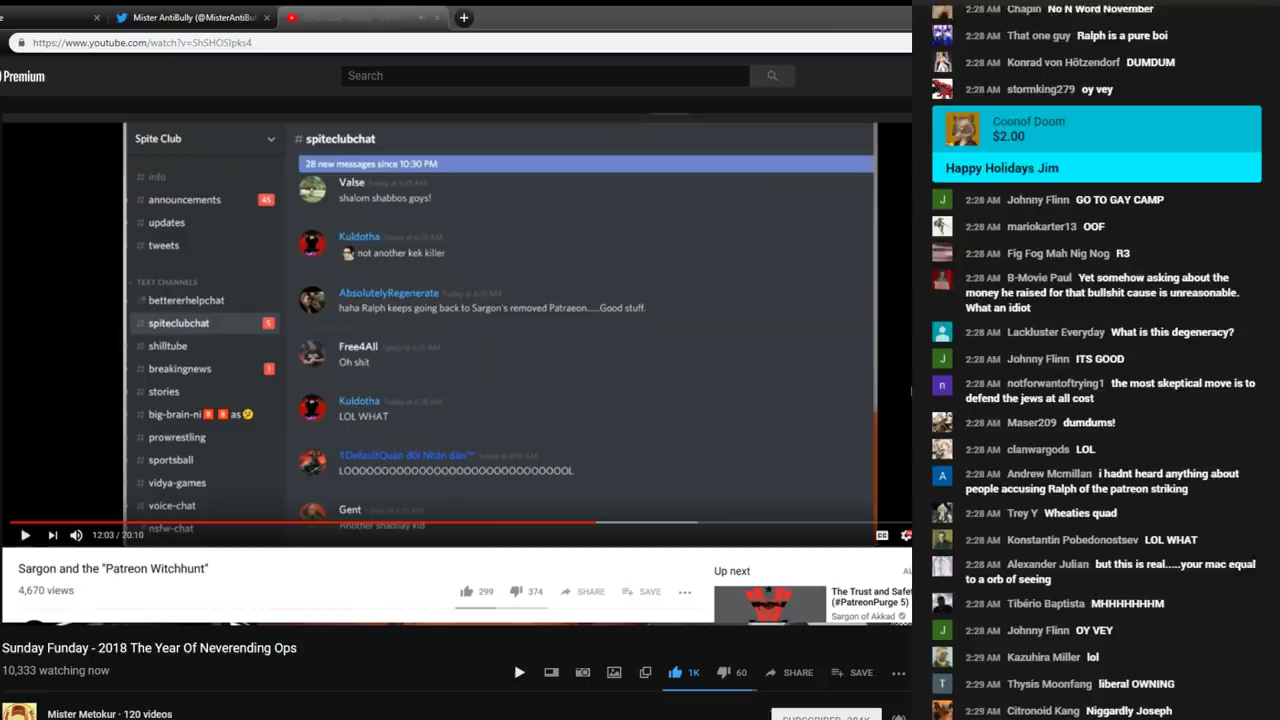 e
Mister AntiBully (@MisterAntiBul
https://www.youtube.com/watch?v=ShSHOSIpks4
Premium
Search
Spite Club
# spiteclubchat
28 new messages since 10:30 PM
# info
# announcements 45
# updates
# tweets
TEXT CHANNELS
# bettererhelpchat
# spiteclubchat 5
# shilltube
# breakingnews 1
# stories
# big-brain-ni🅱🅱as🤔
# prowrestling
# sportsball
# vidya-games
# voice-chat
# nsfw-chat
Valse
shalom shabbos goys!
Kuldotha
not another kek killer
AbsolutelyRegenerate
haha Ralph keeps going back to Sargon's removed Patraeon.....Good stuff.
Free4All
Oh shit
Kuldotha
LOL WHAT
†DefaultQuân đội Nhân dân™
LOOOOOOOOOOOOOOOOOOOOOOOOOOOOL
Gent
Another shadilay kid
12:03 / 20:10
CC
Sargon and the "Patreon Witchhunt"
4,670 views
299 374 SHARE SAVE
Up next
The Trust and Safet
(#PatreonPurge 5)
Sargon of Akkad
Sunday Funday - 2018 The Year Of Neverending Ops
10,333 watching now
1K 60 SHARE SAVE
Mister Metokur · 120 videos
2:28 AM Chapin No N Word November
2:28 AM That one guy Ralph is a pure boi
2:28 AM Konrad von Hötzendorf DUMDUM
2:28 AM stormking279 oy vey
Coonof Doom
$2.00
Happy Holidays Jim
J 2:28 AM Johnny Flinn GO TO GAY CAMP
2:28 AM mariokarter13 OOF
2:28 AM Fig Fog Mah Nig Nog R3
2:28 AM B-Movie Paul Yet somehow asking about the
money he raised for that bullshit cause is unreasonable.
What an idiot
2:28 AM Lackluster Everyday What is this degeneracy?
J 2:28 AM Johnny Flinn ITS GOOD
n 2:28 AM notforwantoftrying1 the most skeptical move is to
defend the jews at all cost
2:28 AM Maser209 dumdums!
2:28 AM clanwargods LOL
A 2:28 AM Andrew Mcmillan i hadnt heard anything about
people accusing Ralph of the patreon striking
2:28 AM Trey Y Wheaties quad
2:28 AM Konstantin Pobedonostsev LOL WHAT
2:28 AM Alexander Julian but this is real.....your mac equal
to a orb of seeing
2:28 AM Tibério Baptista MHHHHHHHM
J 2:28 AM Johnny Flinn OY VEY
2:29 AM Kazuhira Miller lol
T 2:29 AM Thysis Moonfang liberal OWNING
2:29 AM Citronoid Kang Niggardly Joseph